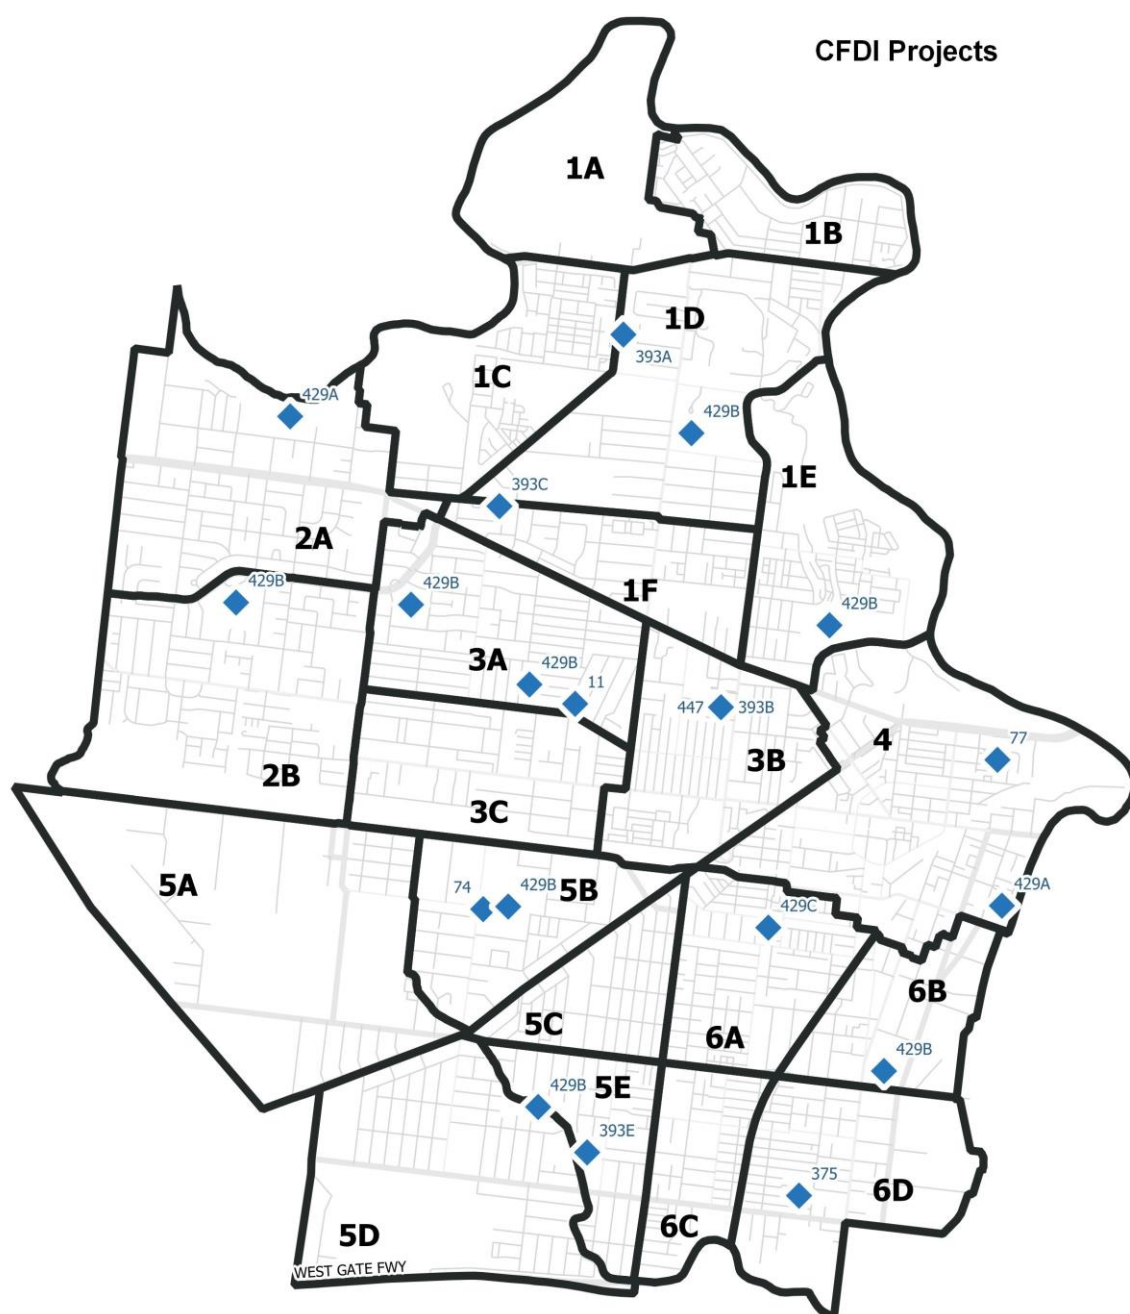 CFDI Projects
1A
1B
1D
393A
1C
429A
429B
1E
393C
2A
429B
429B
1F
429B
3A
429B
11
447
393B
3B
4
77
2B
3C
5A
74
429B
5B
429C
429A
6B
5C
6A
429B
5E
429B
393E
375
6D
6C
5D
WEST GATE FWY